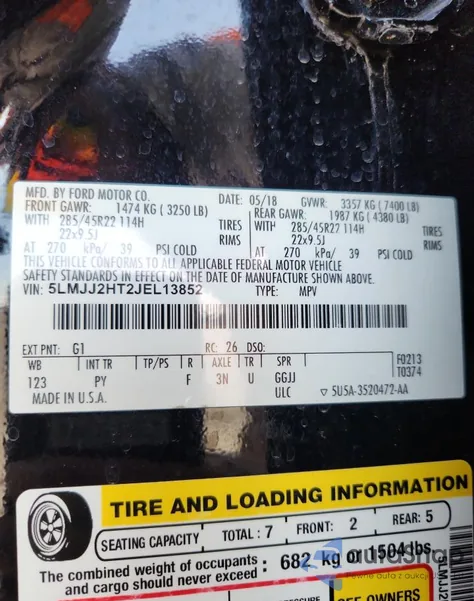 MFD. BY FORD MOTOR CO.
DATE: 05/18 GVWR: 3357 KG (7400 LB)
FRONT GAWR: 1474 KG (3250 LB) REAR GAWR: 1987 KG (4380 LB)
WITH 285/45R22 114H TIRES WITH 285/45R22 114H TIRES
22x9.5J RIMS 22x9.5J RIMS
AT 270 kPa/ 39 PSI COLD AT 270 kPa/ 39 PSI COLD
THIS VEHICLE CONFORMS TO ALL APPLICABLE FEDERAL MOTOR VEHICLE
SAFETY STANDARDS IN EFFECT ON THE DATE OF MANUFACTURE SHOWN ABOVE.
VIN: 5LMJJ2HT2JEL13852 TYPE: MPV
EXT PNT: G1 RC: 26 DSO:
WB INT TR TP/PS R AXLE TR SPR F0213
T0374
123 PY F 3N U GGJJ
ULC
MADE IN U.S.A. ▽ 5U5A-3520472-AA
TIRE AND LOADING INFORMATION
SEATING CAPACITY TOTAL : 7 FRONT: 2 REAR: 5
The combined weight of occupants
and cargo should never exceed : 682 kg or 1504 lbs.
SEE OWNERS
5LMJJ2